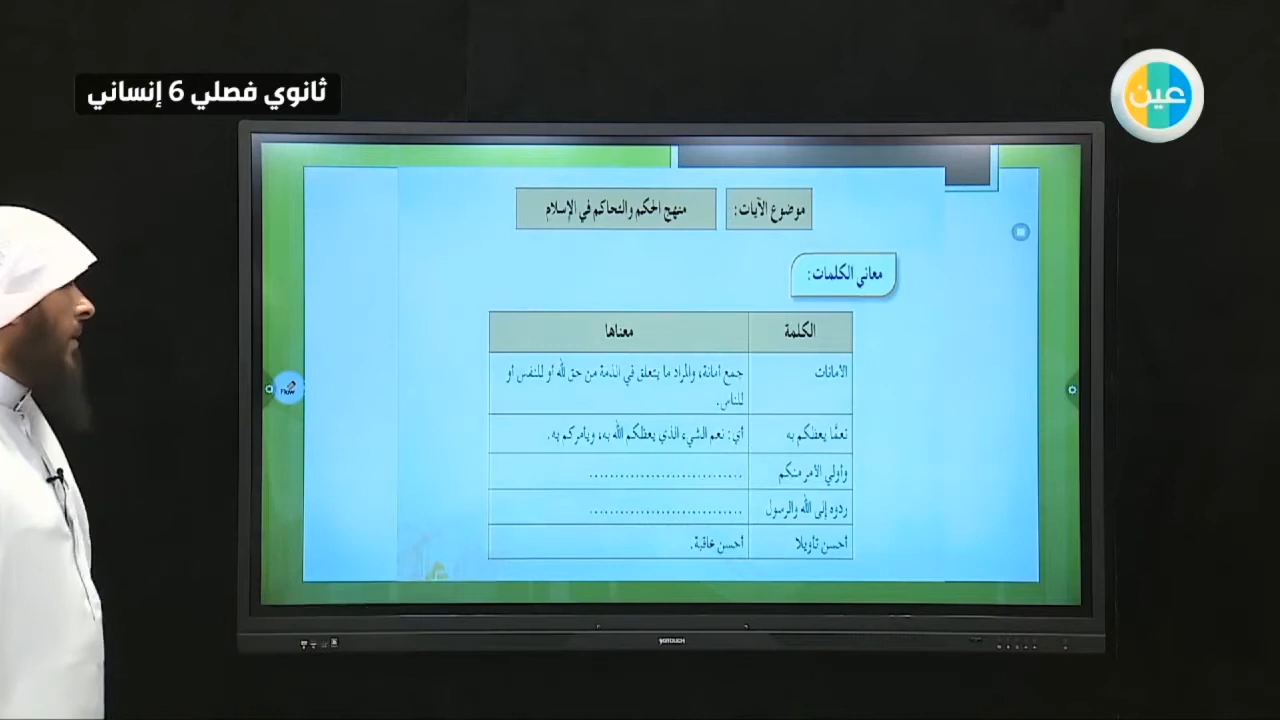 ثانوي فصلي 6 إنساني
عين
موضوع الآيات:
منهج الحكم والتحاكم في الإسلام
معاني الكلمات:
الكلمة
معناها
الأمانات
جمع أمانة، والمراد ما يتعلق في الذمة من حق لله أو للنفس أو
للناس.
نعمَّا يعظكم به
أي: نعم الشيء الذي يعظكم الله به، ويأمركم به.
وأولي الأمر منكم
..............................
ردوه إلى الله والرسول
..............................
أحسن تأويلا
أحسن عاقبة.